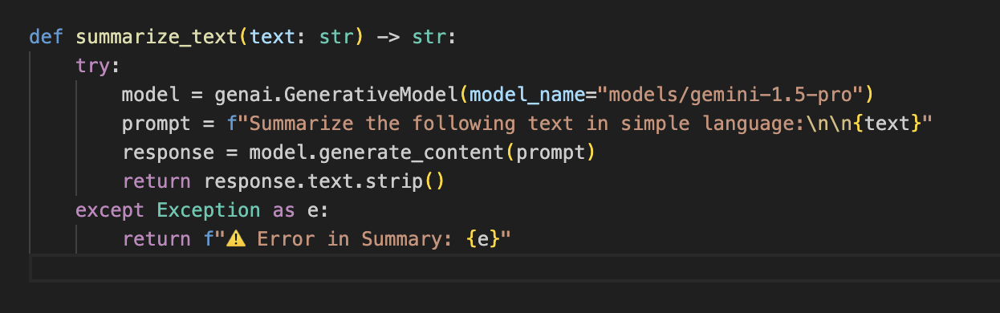 def summarize_text(text: str) -> str:
    try:
        model = genai.GenerativeModel(model_name="models/gemini-1.5-pro")
        prompt = f"Summarize the following text in simple language:\n\n{text}"
        response = model.generate_content(prompt)
        return response.text.strip()
    except Exception as e:
        return f"⚠️ Error in Summary: {e}"